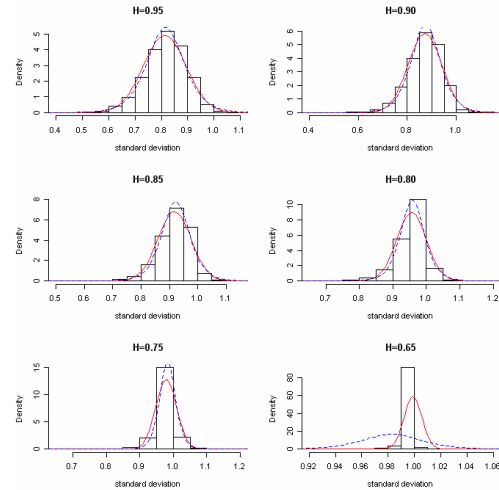 H=0.95
Density
0 1 2 3 4 5
0.4 0.5 0.6 0.7 0.8 0.9 1.0 1.1
standard deviation
H=0.90
Density
0 1 2 3 4 5 6
0.4 0.6 0.8 1.0
standard deviation
H=0.85
Density
0 2 4 6 8
0.5 0.6 0.7 0.8 0.9 1.0 1.1
standard deviation
H=0.80
Density
0 2 4 6 8 10
0.7 0.8 0.9 1.0 1.1 1.2
standard deviation
H=0.75
Density
0 5 10 15
0.7 0.8 0.9 1.0 1.1 1.2
standard deviation
H=0.65
Density
0 20 40 60 80
0.92 0.94 0.96 0.98 1.00 1.02 1.04 1.06
standard deviation